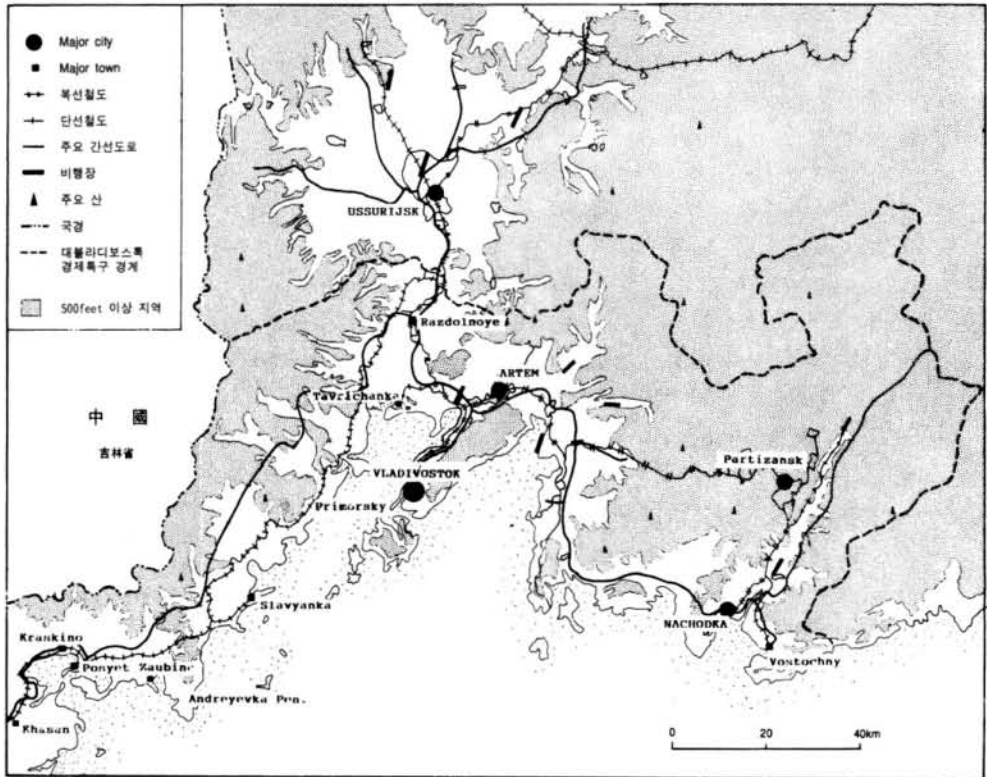 Major city
Major town
복선철도
단선철도
주요 간선도로
비행장
주요 산
국경
대블라디보스톡
경제특구 경계
500feet 이상 지역
USSURIJSK
Razdolnoye
ARTEM
Tavrichanka
中 國
吉林省
VLADIVOSTOK
Primorsky
Partizansk
Slavyanka
NACHODKA
Vostochny
Kraskino
Posyet Zaubino
Andreyevka Pen.
Khasan
0 20 40km